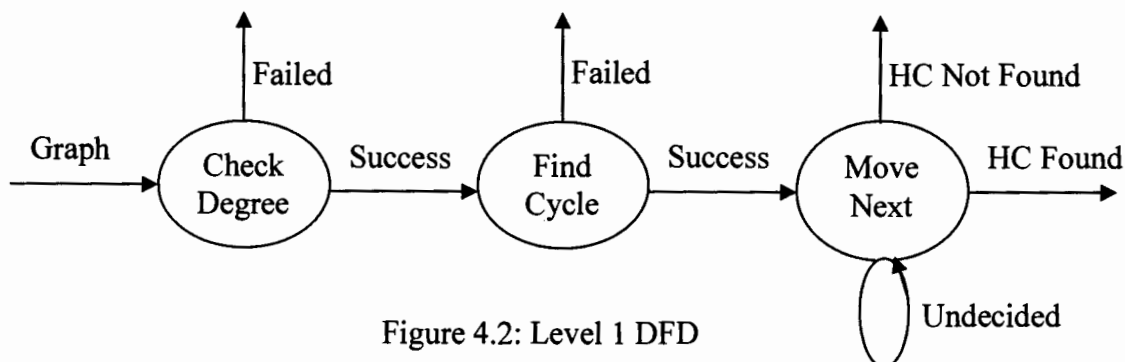 Failed
Failed
HC Not Found
Graph
Check
Degree
Success
Find
Cycle
Success
Move
Next
HC Found
Undecided
Figure 4.2: Level 1 DFD